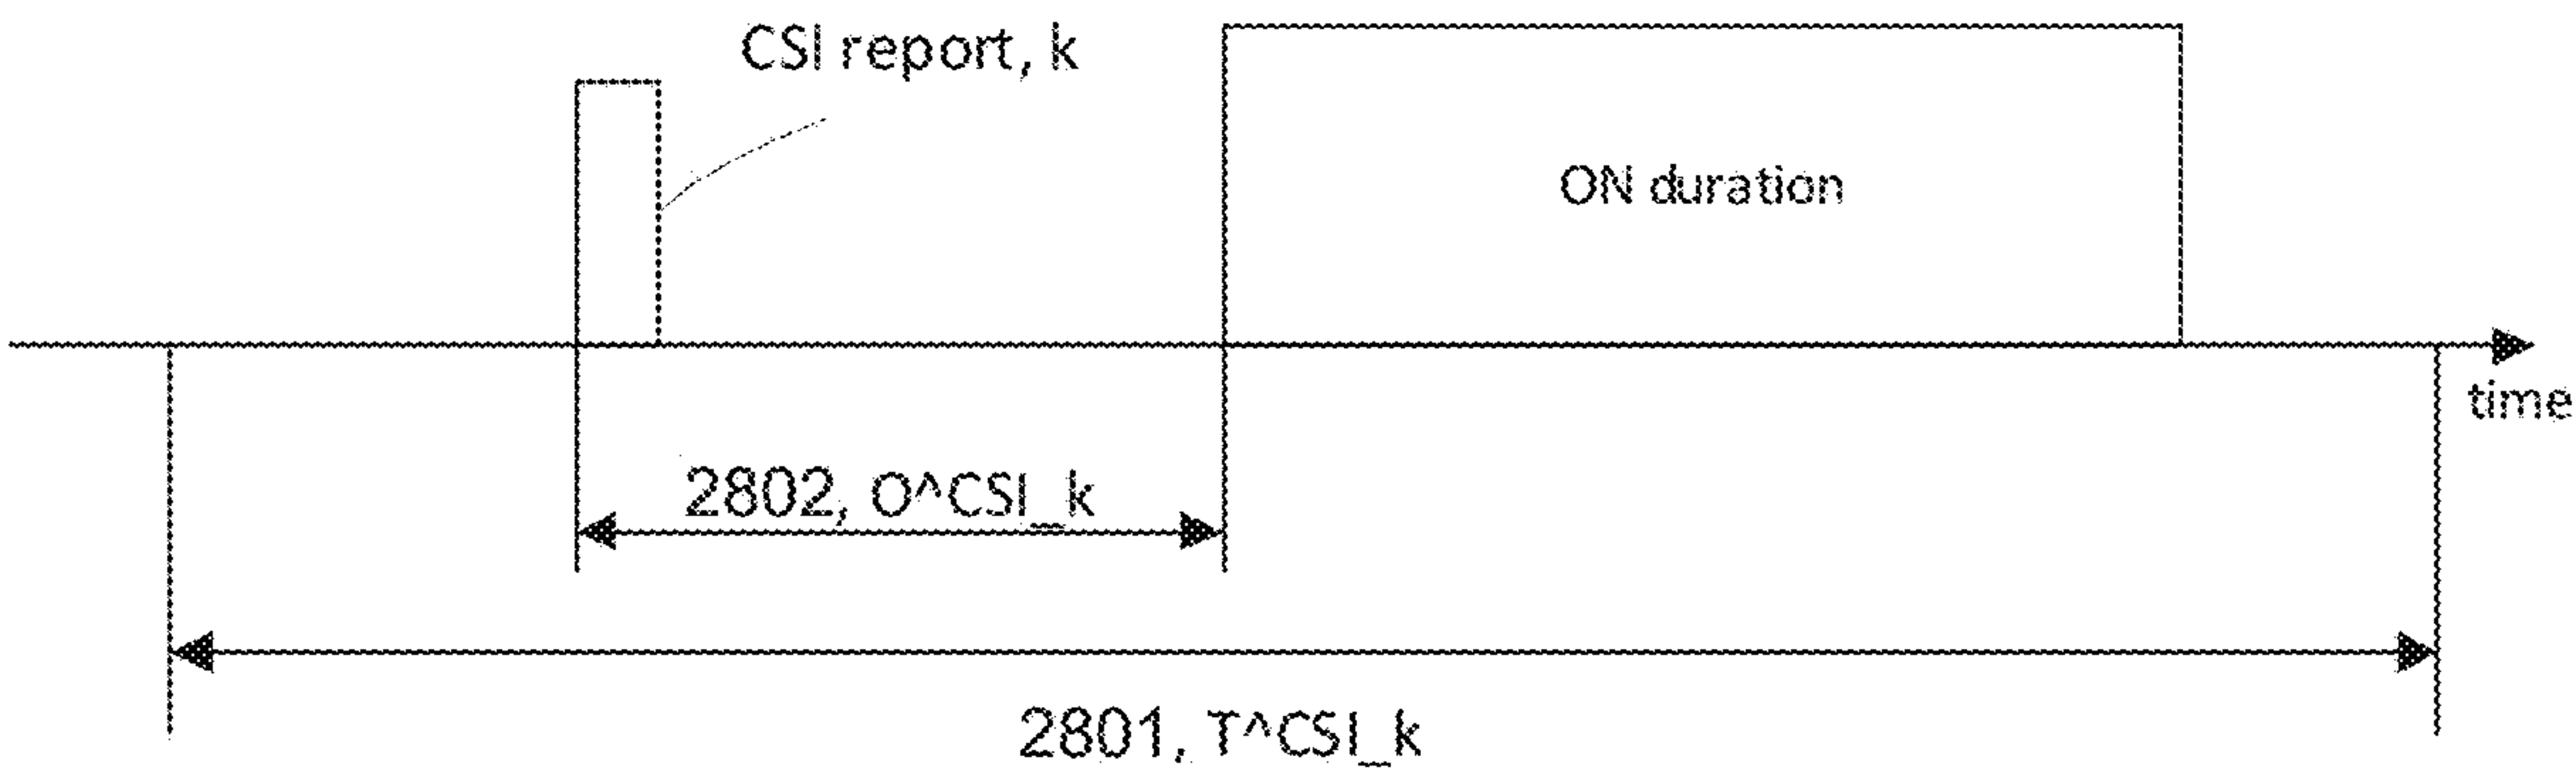 CSI report, k
ON duration
time
2802, O^CSI_k
2801, T^CSI_k